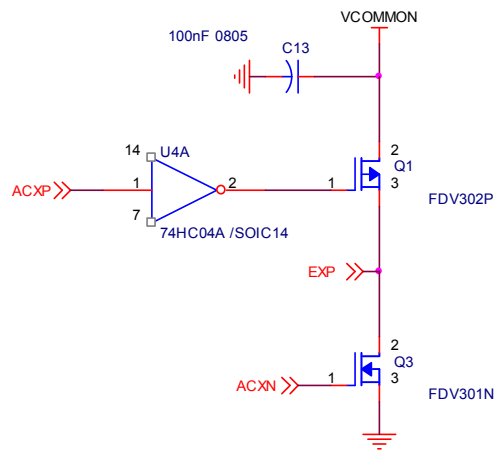 VCOMMON
100nF 0805
C13
14
U4A
2
Q1
ACXP
1
2
1
3
FDV302P
7
74HC04A /SOIC14
EXP
2
Q3
ACXN
1
3
FDV301N